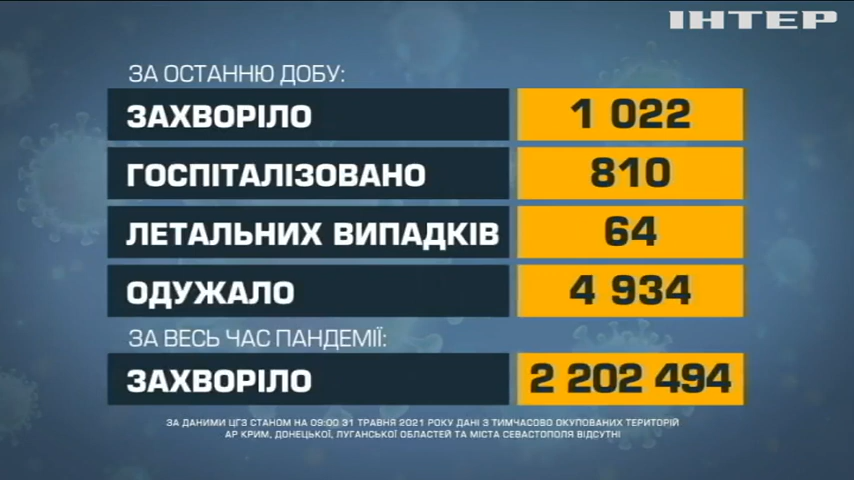 ІНТЕР
ЗА ОСТАННЮ ДОБУ:
ЗАХВОРІЛО 1 022
ГОСПІТАЛІЗОВАНО 810
ЛЕТАЛЬНИХ ВИПАДКІВ 64
ОДУЖАЛО 4 934
ЗА ВЕСЬ ЧАС ПАНДЕМІЇ:
ЗАХВОРІЛО 2 202 494
ЗА ДАНИМИ ЦГЗ СТАНОМ НА 09:00 31 ТРАВНЯ 2021 РОКУ ДАНІ З ТИМЧАСОВО ОКУПОВАНИХ ТЕРИТОРІЙ
АР КРИМ, ДОНЕЦЬКОЇ, ЛУГАНСЬКОЇ ОБЛАСТЕЙ ТА МІСТА СЕВАСТОПОЛЯ ВІДСУТНІ